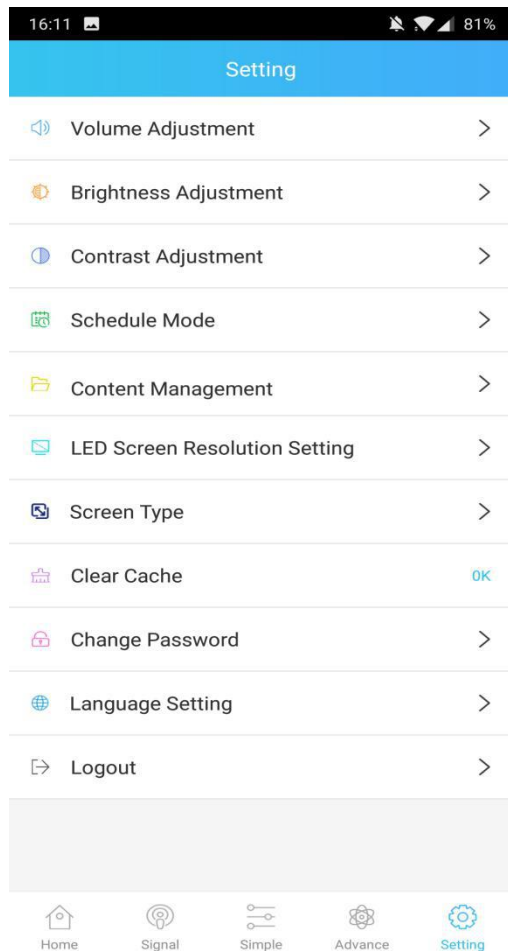 16:11 81%
Setting
Volume Adjustment
Brightness Adjustment
Contrast Adjustment
Schedule Mode
Content Management
LED Screen Resolution Setting
Screen Type
Clear Cache 0K
Change Password
Language Setting
Logout
Home Signal Simple Advance Setting